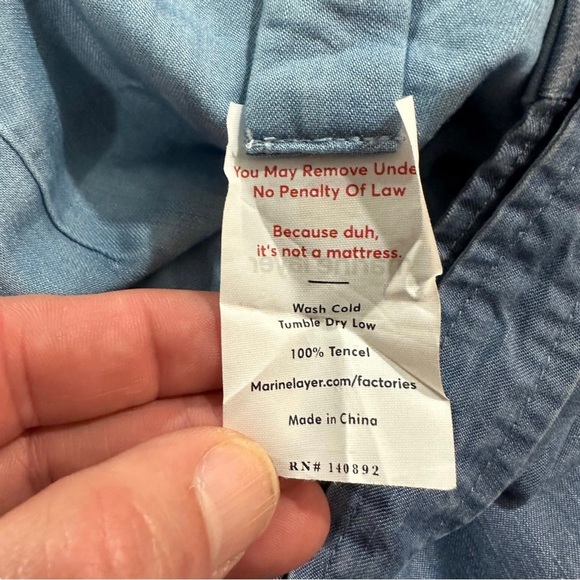 You May Remove Unde
No Penalty Of Law
Because duh,
it's not a mattress.
Wash Cold
Tumble Dry Low
100% Tencel
Marinelayer.com/factories
Made in China
RN# 140892